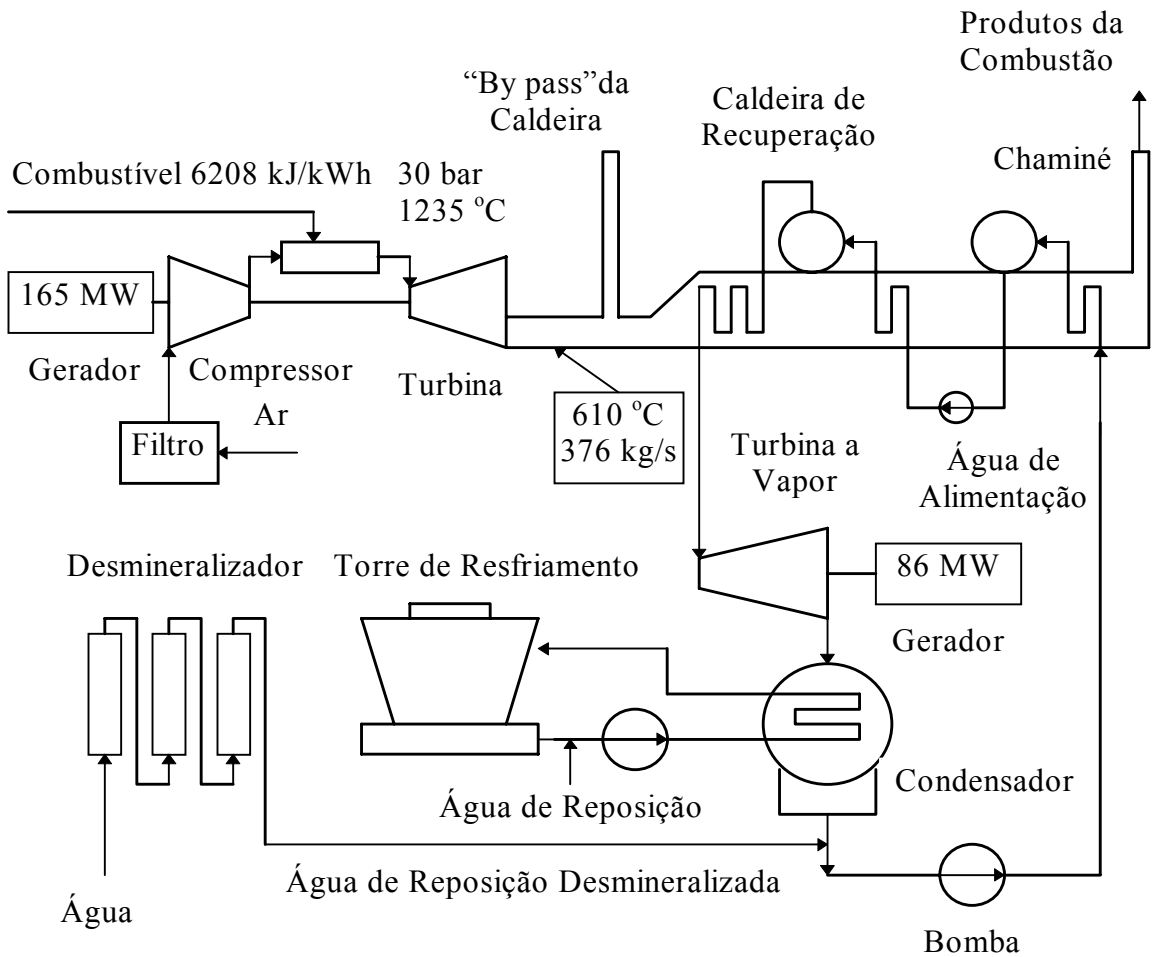 Produtos da
Combustão
“By pass”da
Caldeira
Caldeira de
Recuperação
Chaminé
Combustível 6208 kJ/kWh
30 bar
1235 °C
165 MW
Gerador
Compressor
Turbina
Ar
Filtro
610 °C
376 kg/s
Turbina a
Vapor
Água de
Alimentação
Desmineralizador
Torre de Resfriamento
86 MW
Gerador
Condensador
Água de Reposição
Água de Reposição Desmineralizada
Água
Bomba